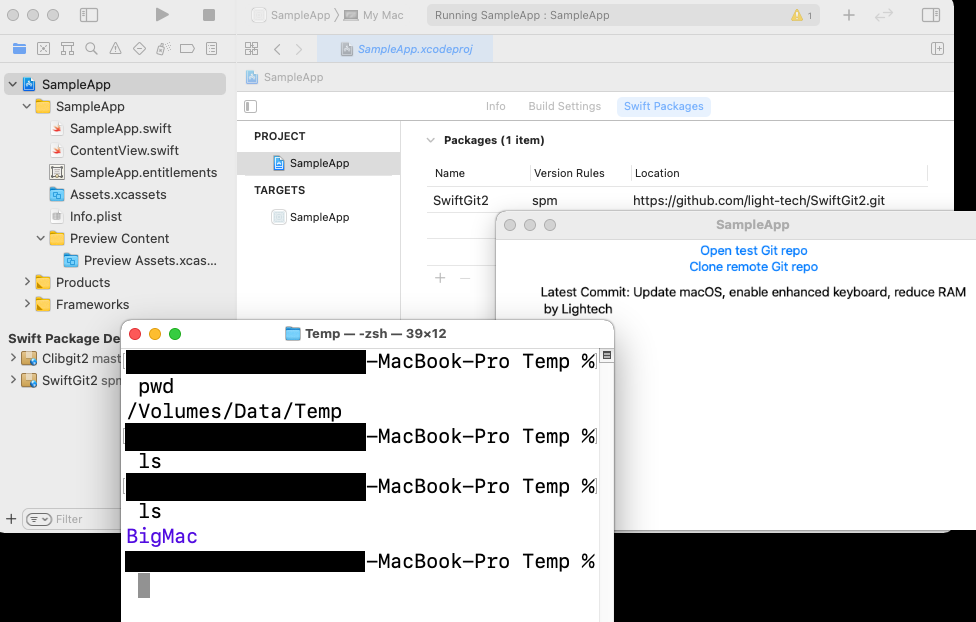 SampleApp
My Mac
Running SampleApp : SampleApp
1
SampleApp.xcodeproj
SampleApp
SampleApp
SampleApp
SampleApp.swift
ContentView.swift
SampleApp.entitlements
Assets.xcassets
Info.plist
Preview Content
Preview Assets.xcas...
Products
Frameworks
Swift Package De
Clibgit2 mast
SwiftGit2 spm
Filter
Info
Build Settings
Swift Packages
PROJECT
SampleApp
TARGETS
SampleApp
Packages (1 item)
Name
Version Rules
Location
SwiftGit2
spm
https://github.com/light-tech/SwiftGit2.git
SampleApp
Open test Git repo
Clone remote Git repo
Latest Commit: Update macOS, enable enhanced keyboard, reduce RAM
by Lightech
Temp — -zsh — 39×12
-MacBook-Pro Temp %
pwd
/Volumes/Data/Temp
-MacBook-Pro Temp %
ls
-MacBook-Pro Temp %
ls
BigMac
-MacBook-Pro Temp %